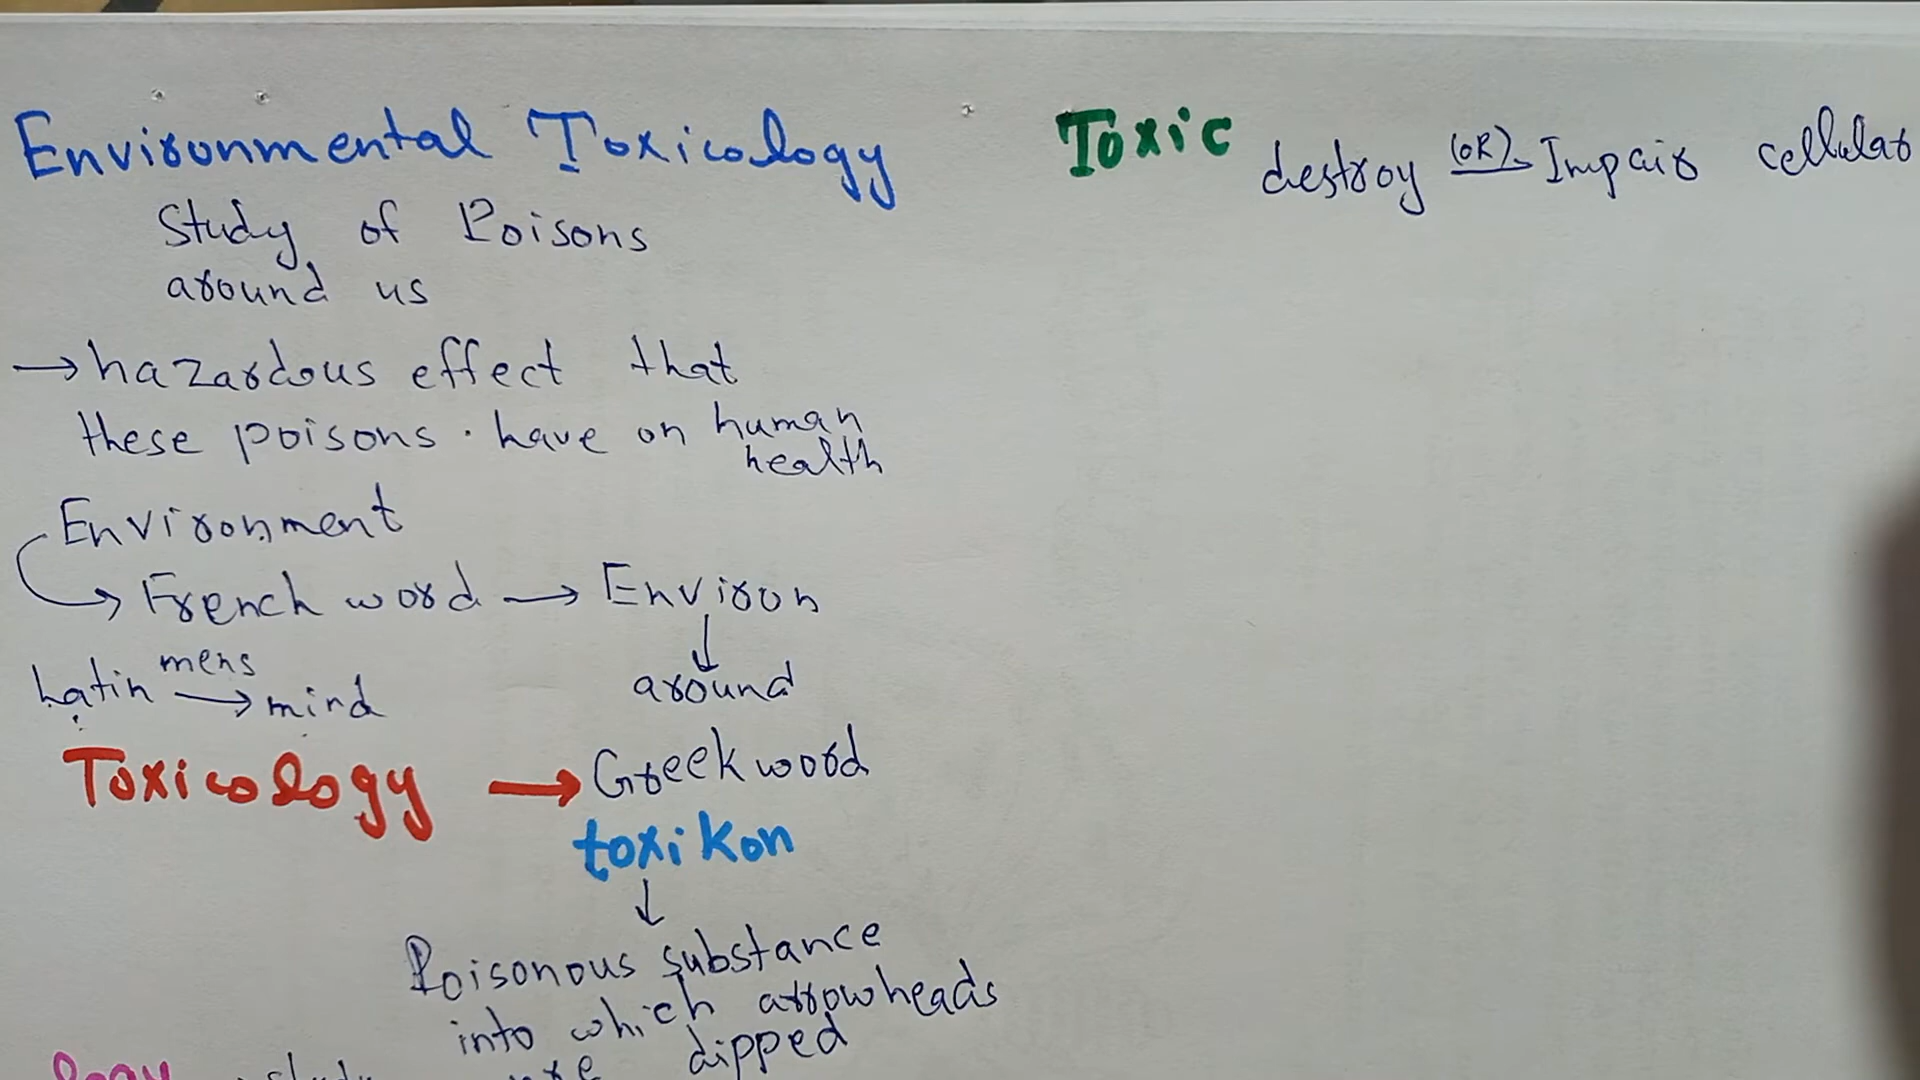 Environmental Toxicology
Study of Poisons
around us
→ hazardous effect that
these poisons have on human
health
Environment
French word → Environ
↓
around
Latin mens → mind
Toxicology → Greek word
toxikon
↓
Poisonous substance
into which arrowheads
are dipped
logy
Toxic destroy (OR) Impair cellular